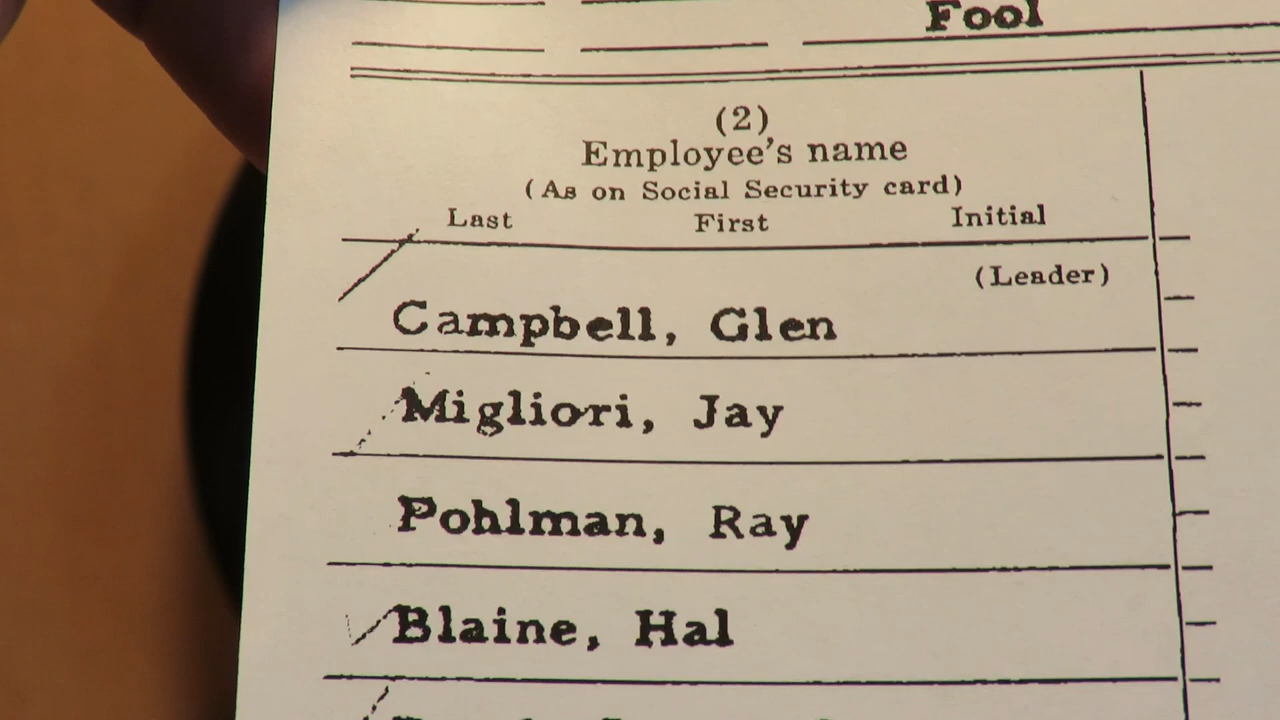 Fool
(2)
Employee's name
(As on Social Security card)
Last First Initial
(Leader)
Campbell, Glen
Migliori, Jay
Pohlman, Ray
Blaine, Hal